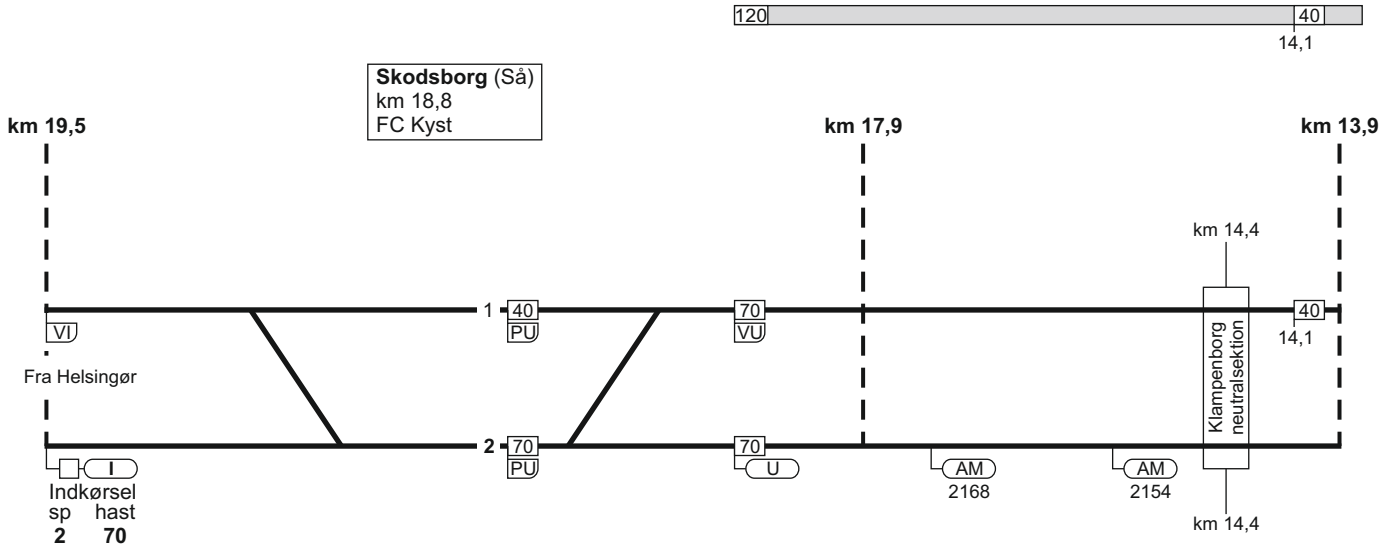 120
40
14,1
Skodsborg (Så)
km 18,8
FC Kyst
km 19,5
km 17,9
km 13,9
km 14,4
1
40
70
40
VI
PU
VU
14,1
Klampenborg
neutralsektion
Fra Helsingør
2
70
70
I
PU
U
AM
AM
Indkørsel
2168
2154
sp hast
2 70
km 14,4